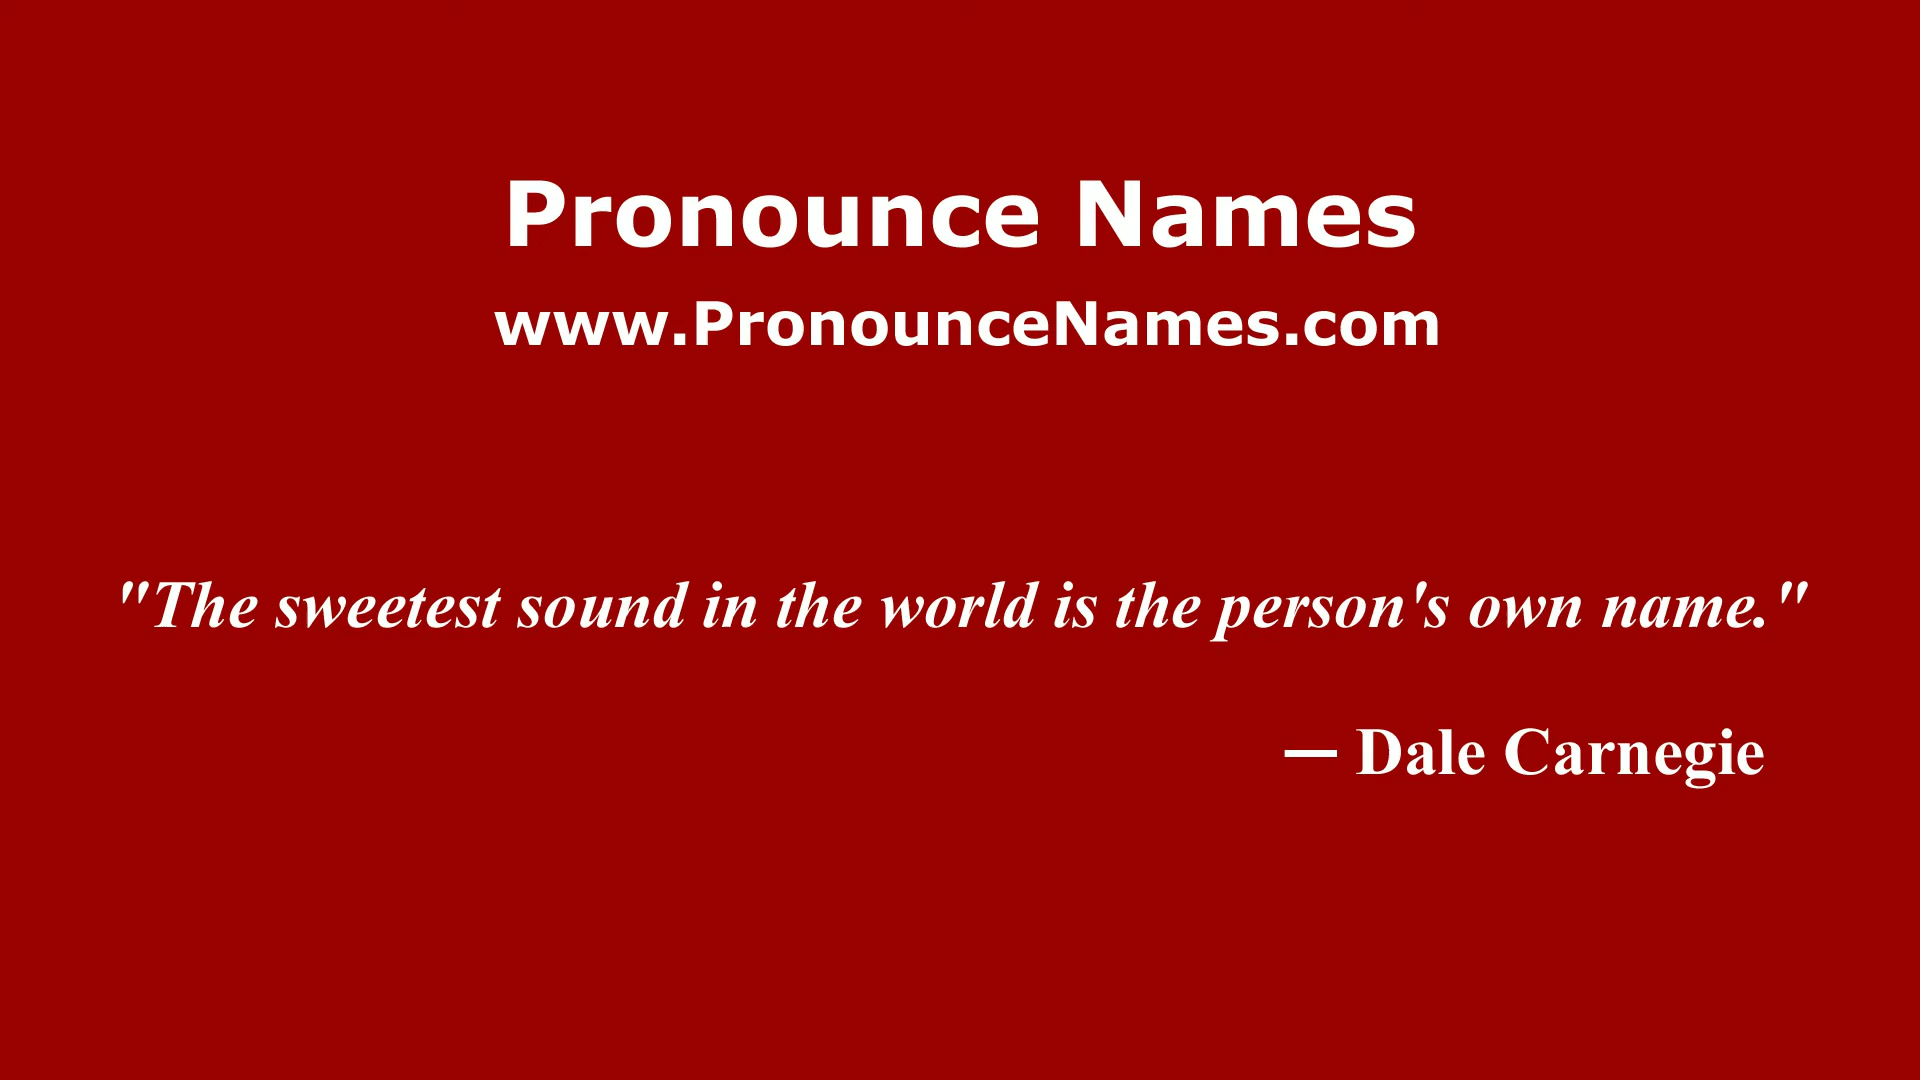 Pronounce Names
www.PronounceNames.com
"The sweetest sound in the world is the person's own name."
— Dale Carnegie